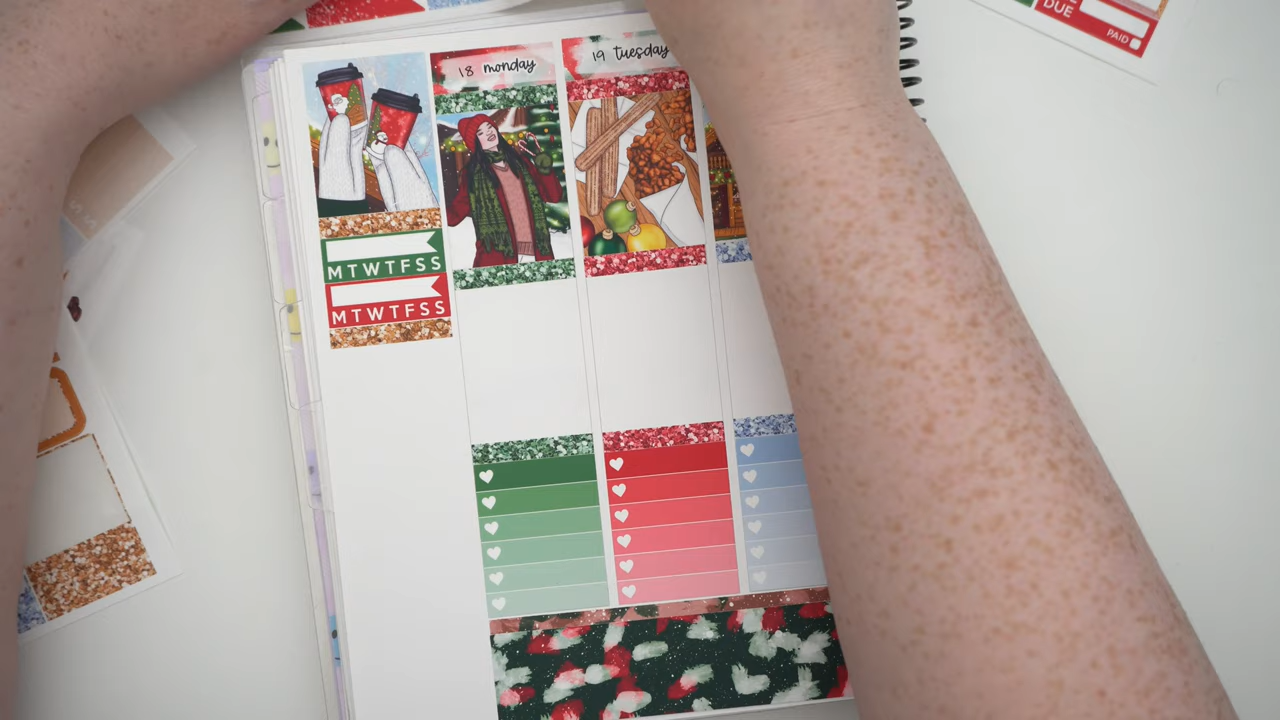 18 monday
19 tuesday
MTWTFSS
MTWTFSS
DUE
PAID